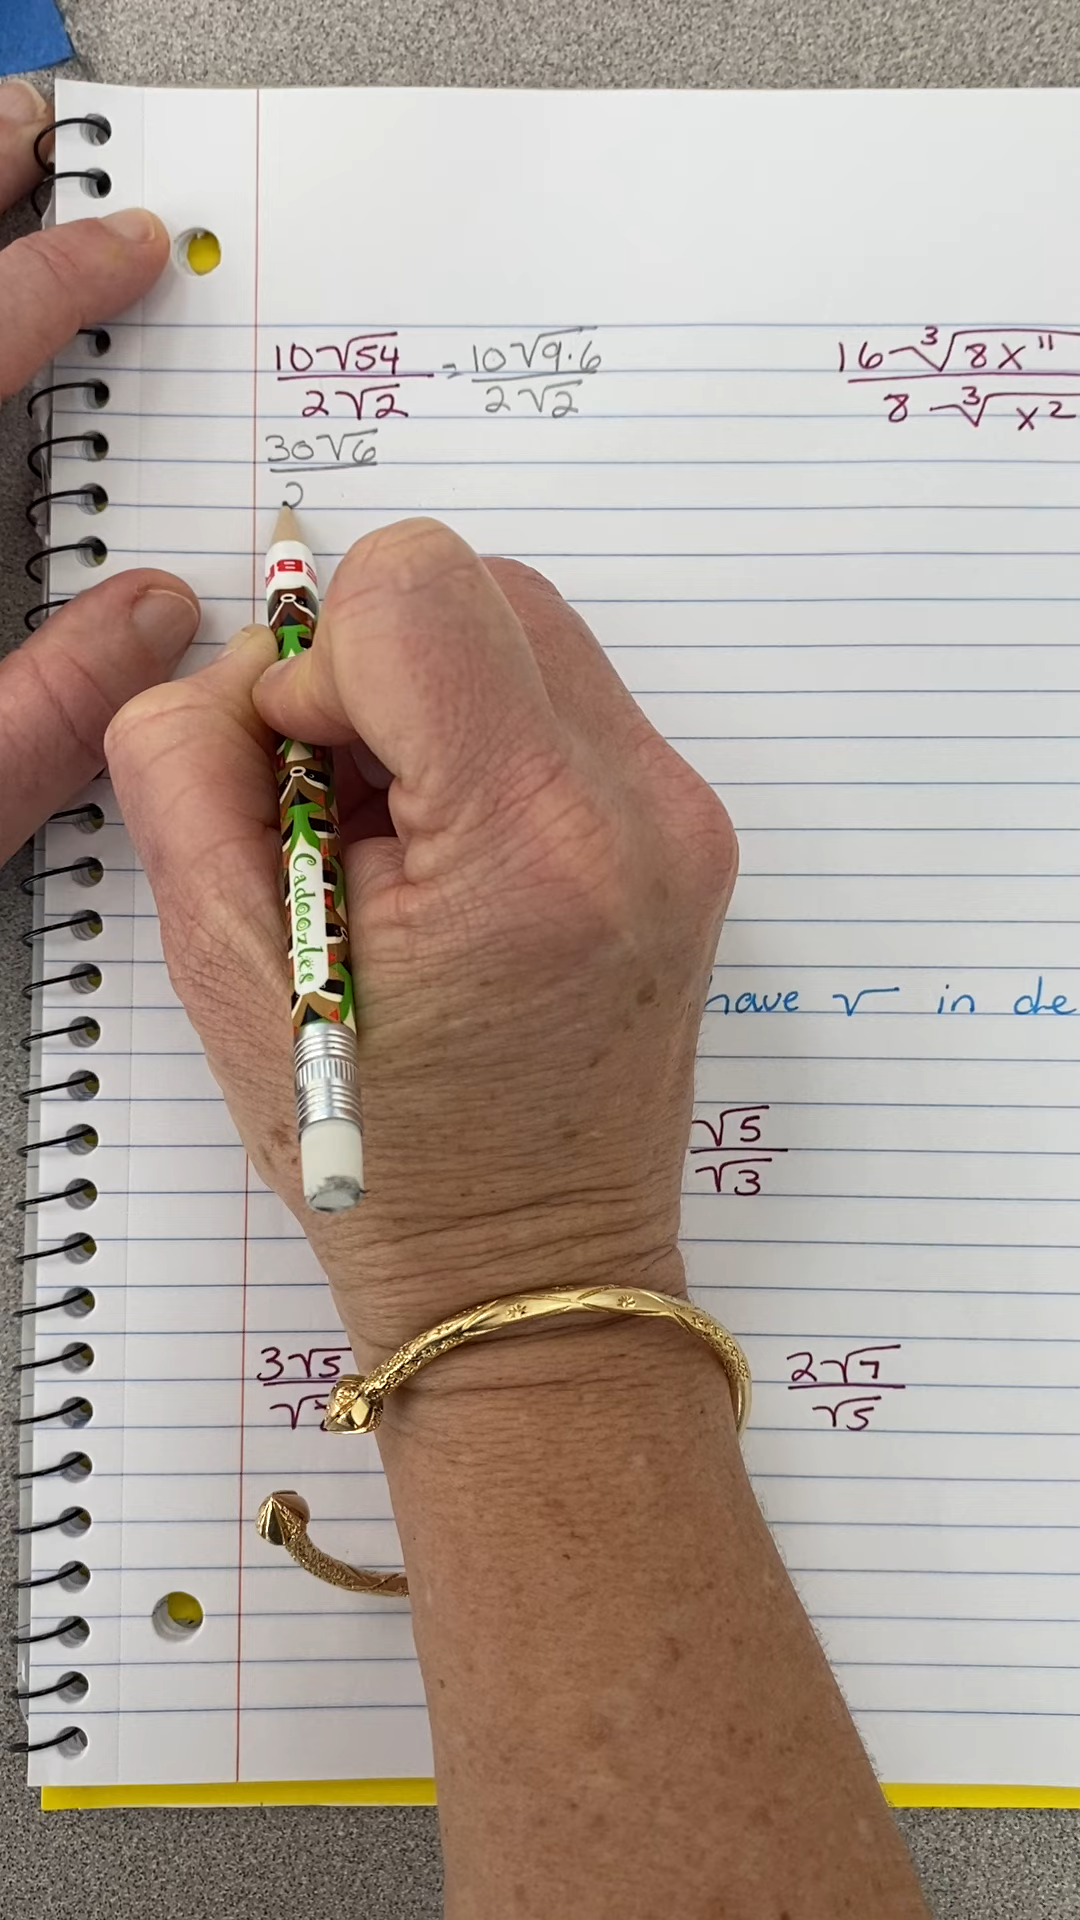 10√54 / 2√2 = 10√9·6 / 2√2
16 ∛8x¹¹ / 8 ∛x²
30√6 / 2
Cadoozles
have √ in de
√5 / √3
3√5 / √
2√7 / √5